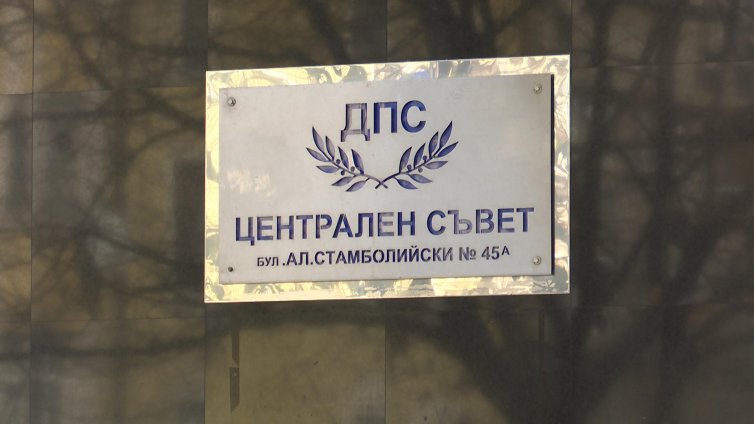 ДПС
ЦЕНТРАЛЕН СЪВЕТ
БУЛ .АЛ.СТАМБОЛИЙСКИ № 45А